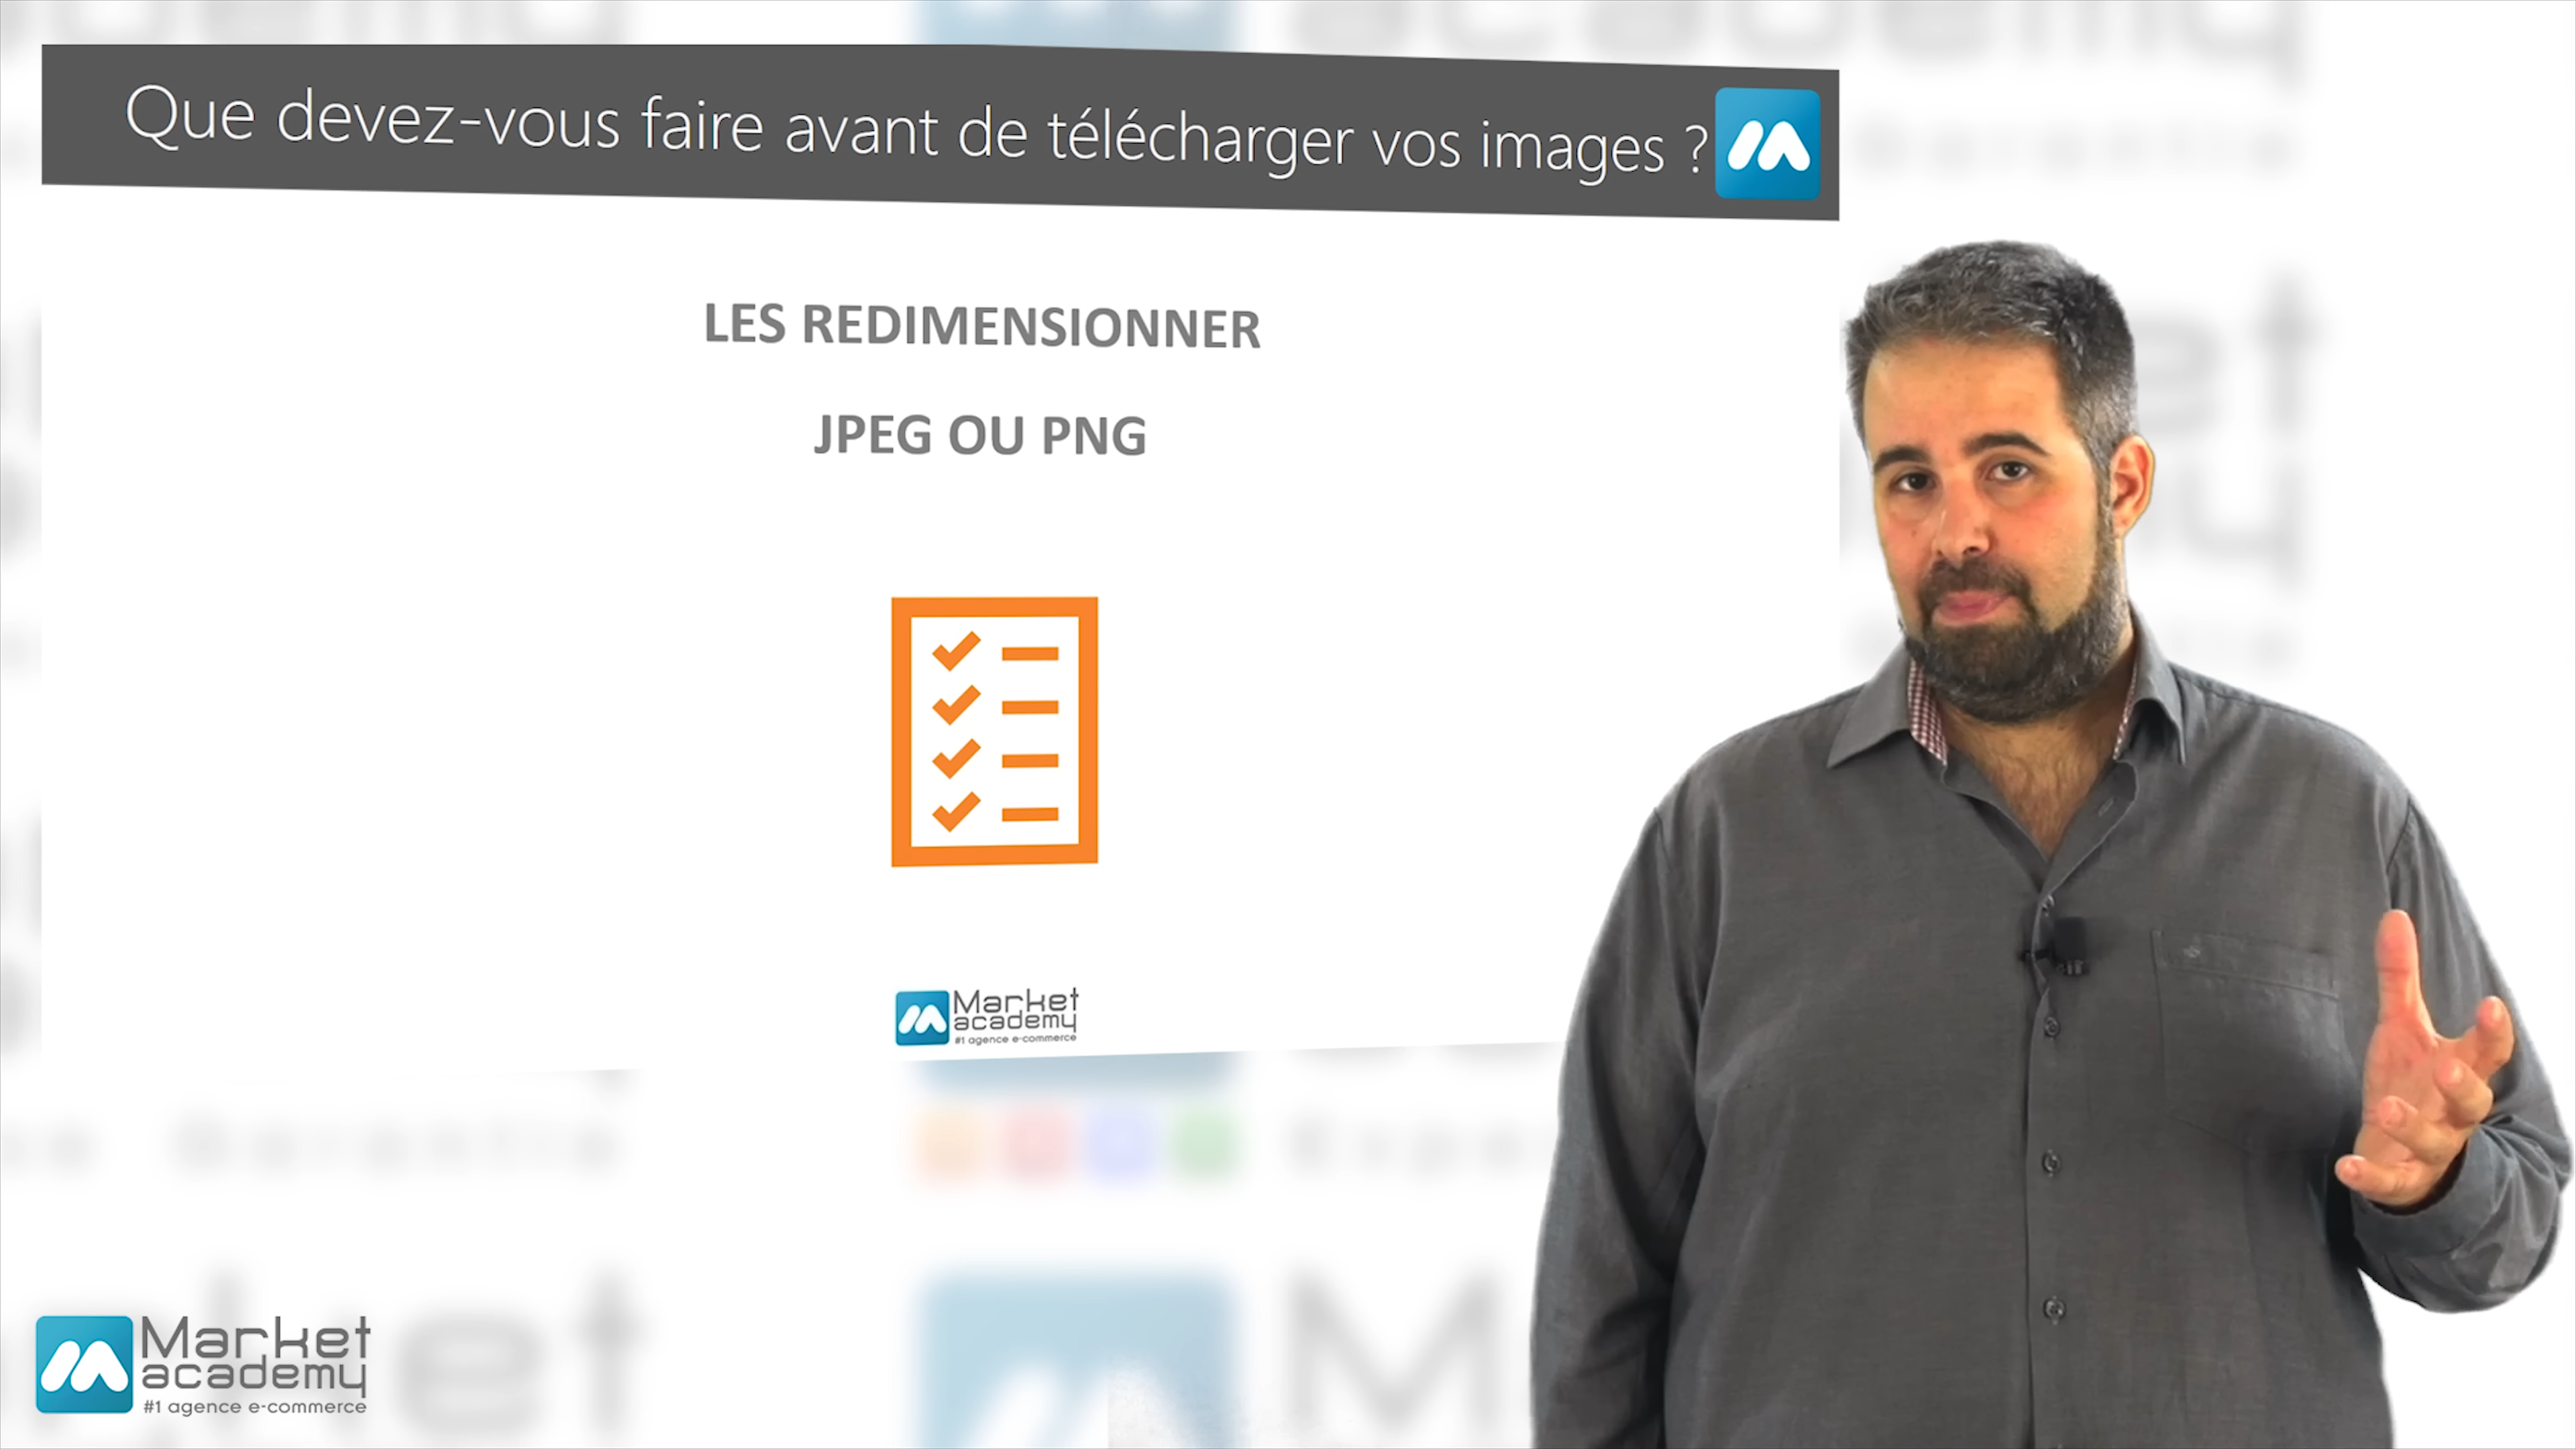 Que devez-vous faire avant de télécharger vos images ?
LES REDIMENSIONNER
JPEG OU PNG
Market
academy
#1 agence e-commerce
Market
academy
#1 agence e-commerce